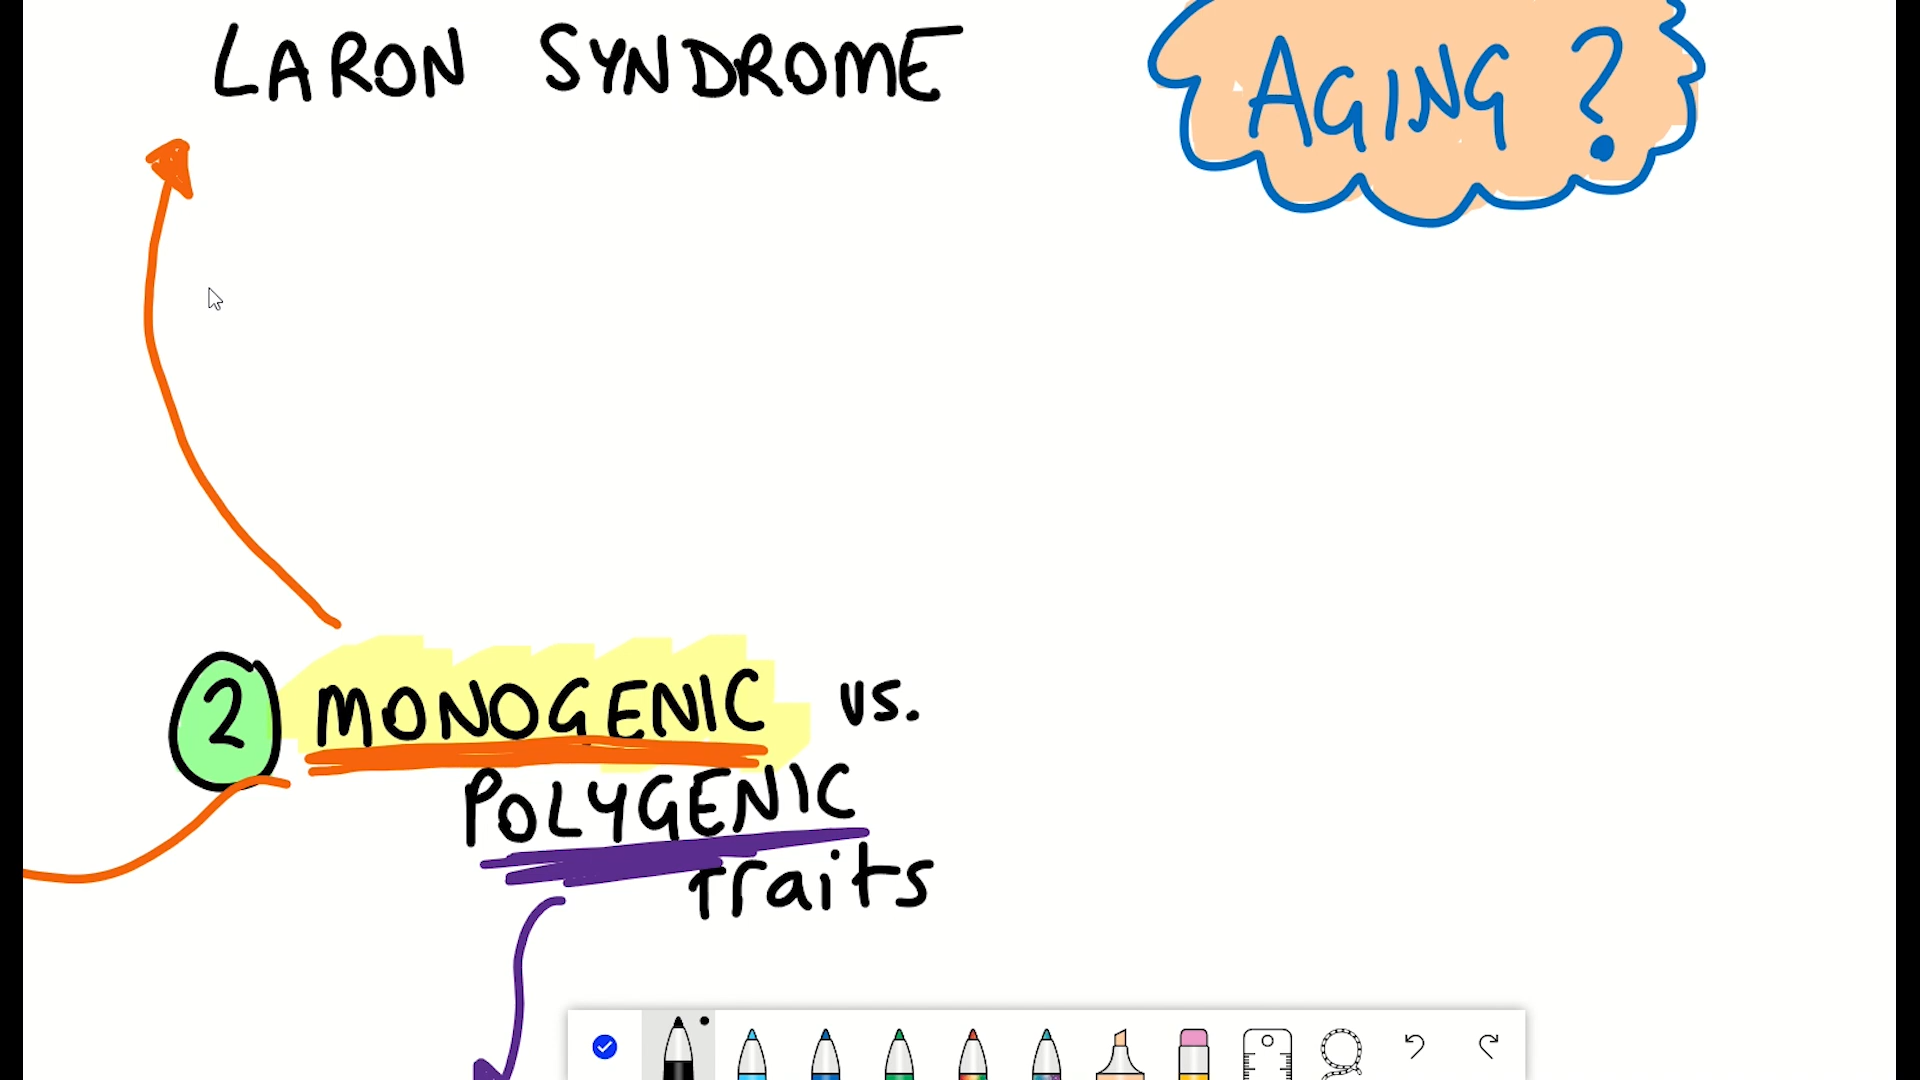 LARON SYNDROME
AGING?
2 MONOGENIC vs.
POLYGENIC
Traits